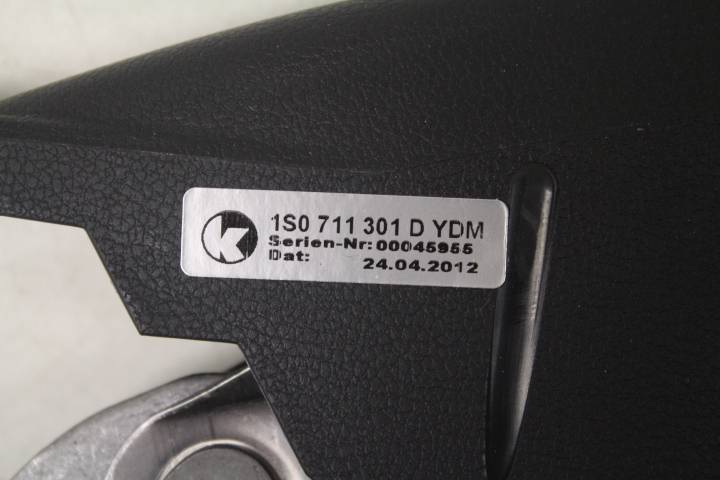 K
1S0 711 301 D YDM
Serien-Nr: 00045955
Dat: 24.04.2012